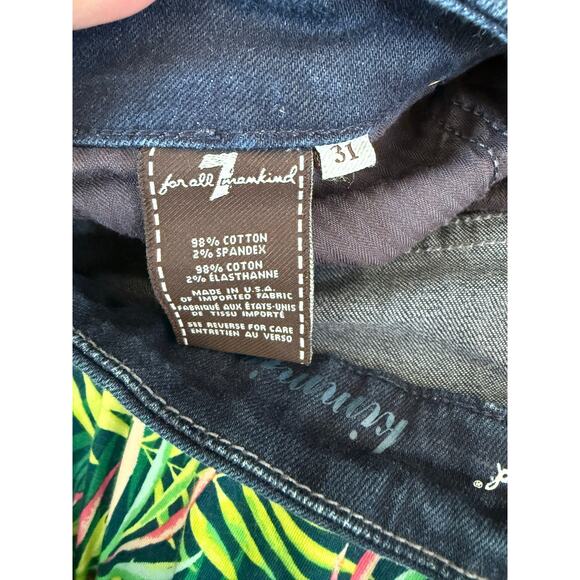 7
for all mankind
31
98% COTTON
2% SPANDEX
98% COTON
2% ÉLASTHANNE
MADE IN U.S.A.
OF IMPORTED FABRIC
FABRIQUÉ AUX ÉTATS-UNIS
DE TISSU IMPORTÉ
SEE REVERSE FOR CARE
ENTRETIEN AU VERSO